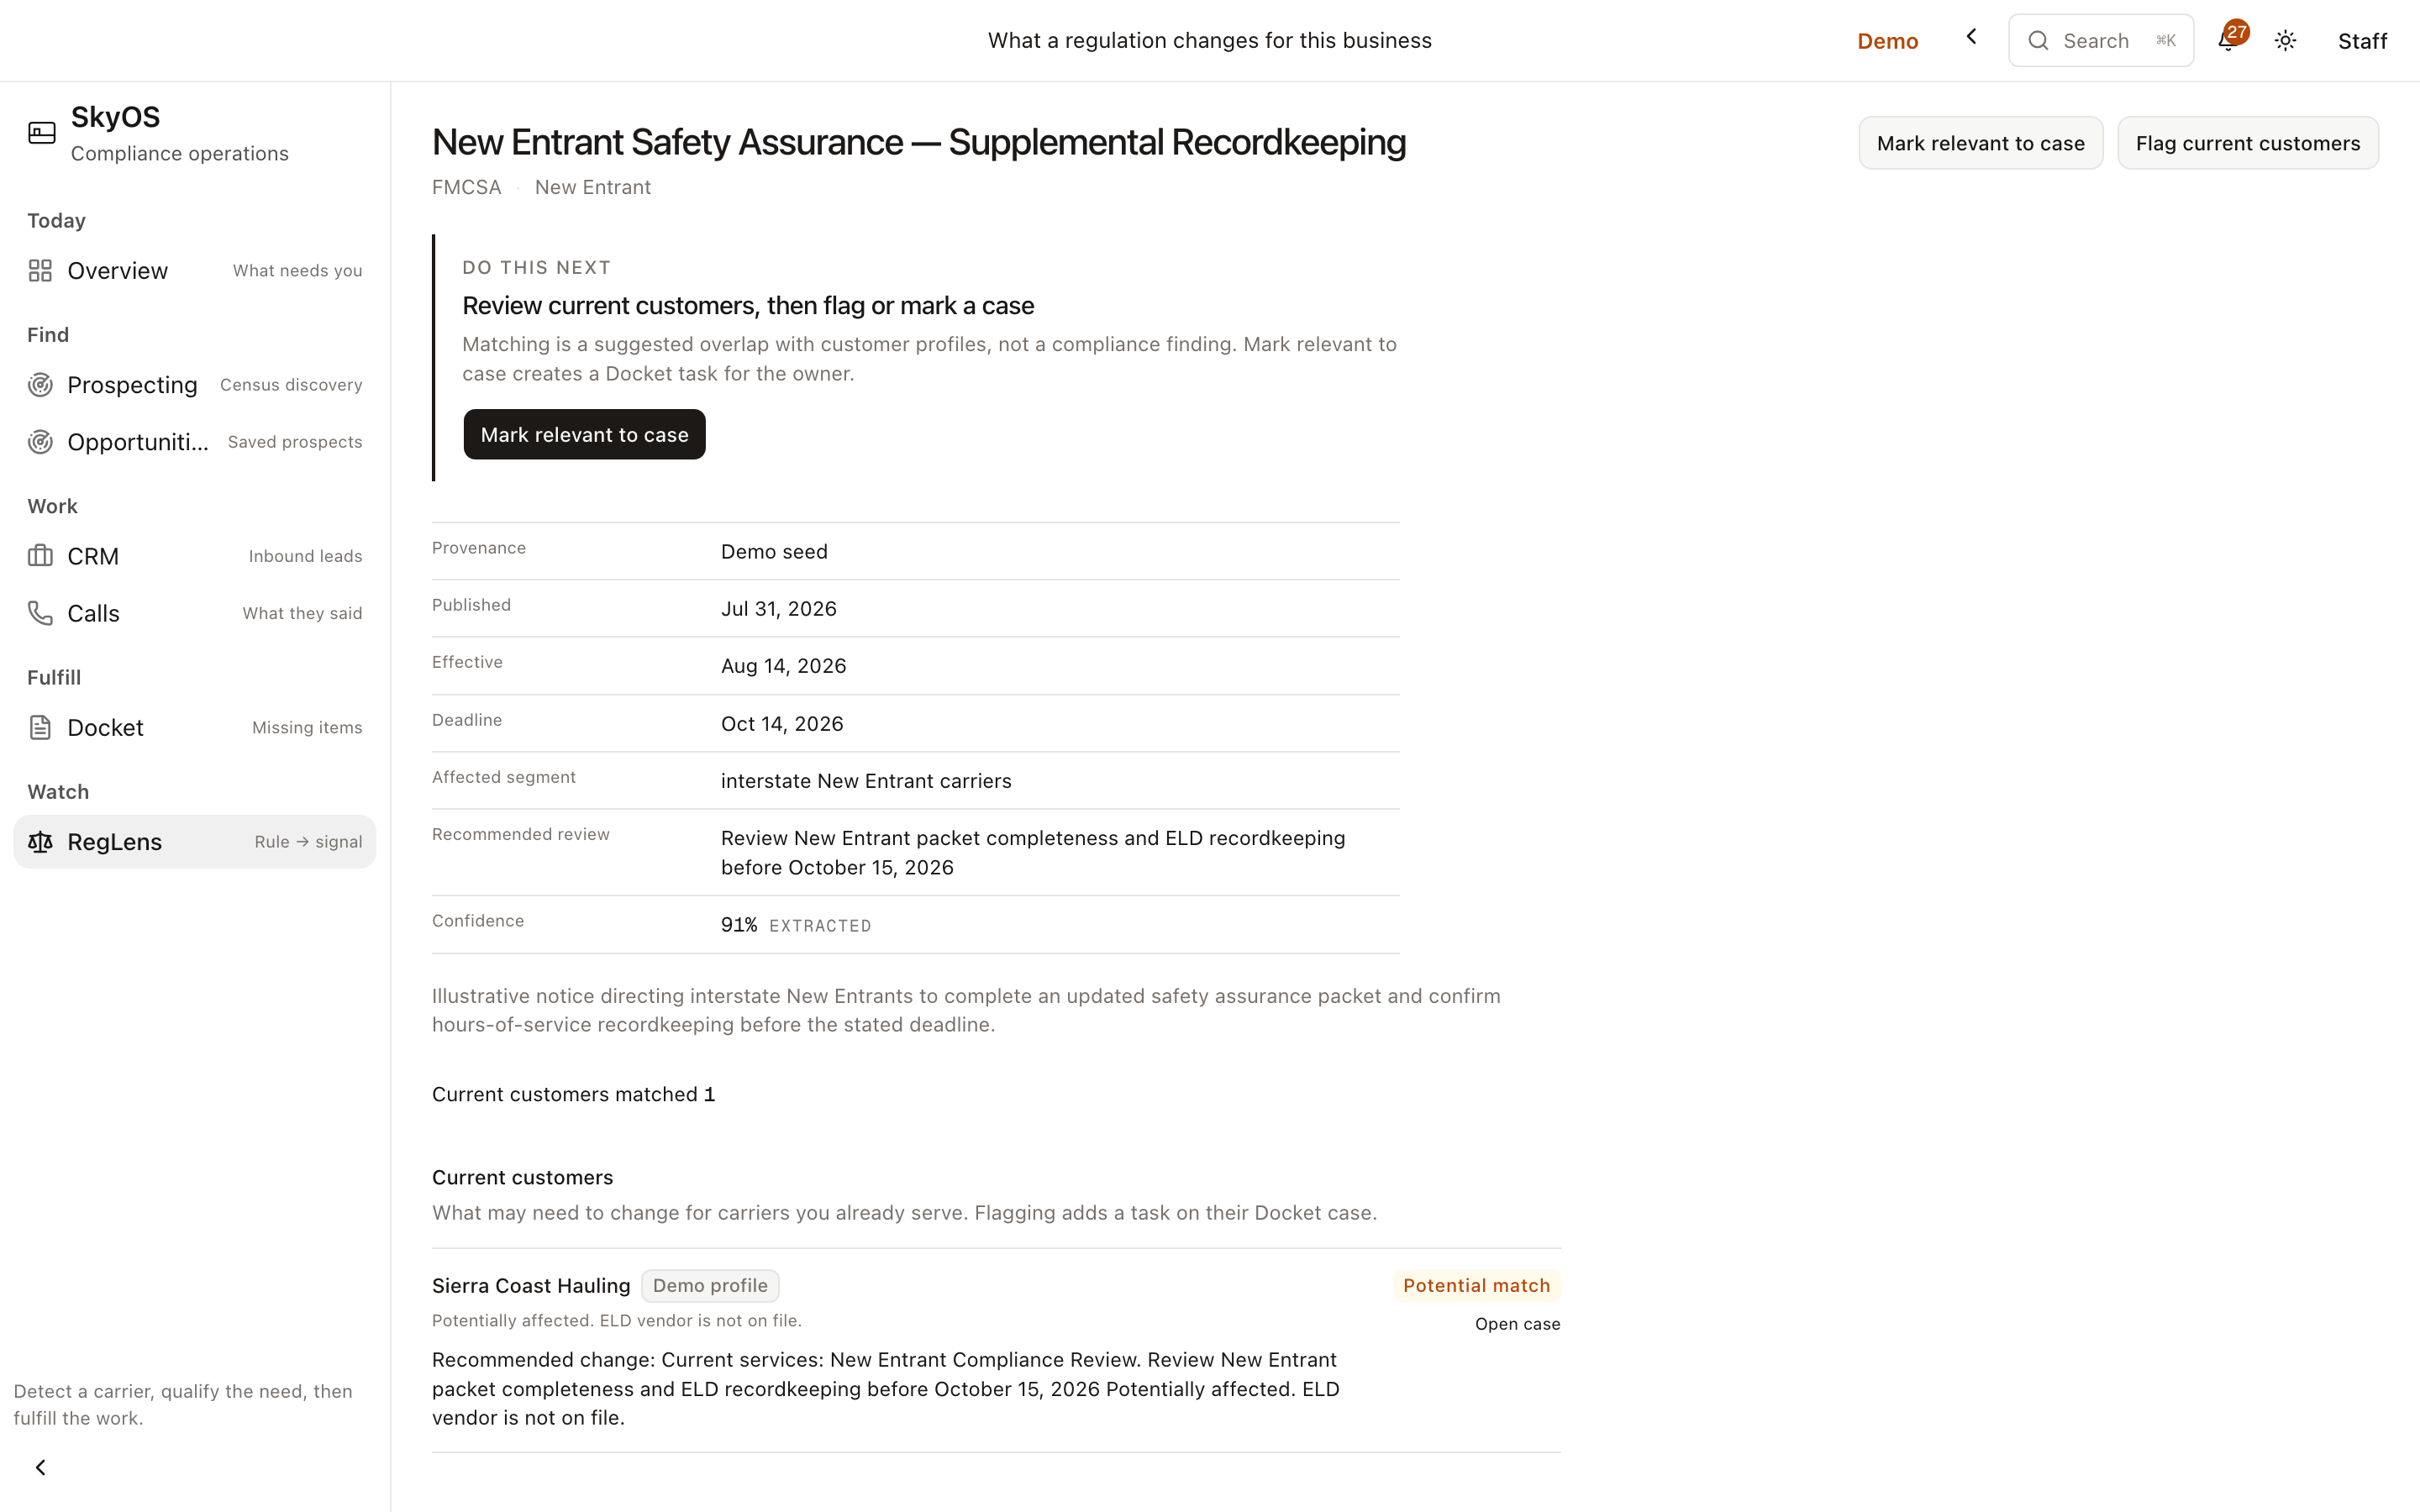 What a regulation changes for this business
Demo
Search ⌘K
27
Staff
SkyOS
Compliance operations
Today
Overview What needs you
Find
Prospecting Census discovery
Opportuniti... Saved prospects
Work
CRM Inbound leads
Calls What they said
Fulfill
Docket Missing items
Watch
RegLens Rule → signal
Detect a carrier, qualify the need, then
fulfill the work.
New Entrant Safety Assurance — Supplemental Recordkeeping
Mark relevant to case
Flag current customers
FMCSA · New Entrant
DO THIS NEXT
Review current customers, then flag or mark a case
Matching is a suggested overlap with customer profiles, not a compliance finding. Mark relevant to
case creates a Docket task for the owner.
Mark relevant to case
Provenance Demo seed
Published Jul 31, 2026
Effective Aug 14, 2026
Deadline Oct 14, 2026
Affected segment interstate New Entrant carriers
Recommended review Review New Entrant packet completeness and ELD recordkeeping
before October 15, 2026
Confidence 91% EXTRACTED
Illustrative notice directing interstate New Entrants to complete an updated safety assurance packet and confirm
hours-of-service recordkeeping before the stated deadline.
Current customers matched 1
Current customers
What may need to change for carriers you already serve. Flagging adds a task on their Docket case.
Sierra Coast Hauling Demo profile Potential match
Potentially affected. ELD vendor is not on file. Open case
Recommended change: Current services: New Entrant Compliance Review. Review New Entrant
packet completeness and ELD recordkeeping before October 15, 2026 Potentially affected. ELD
vendor is not on file.